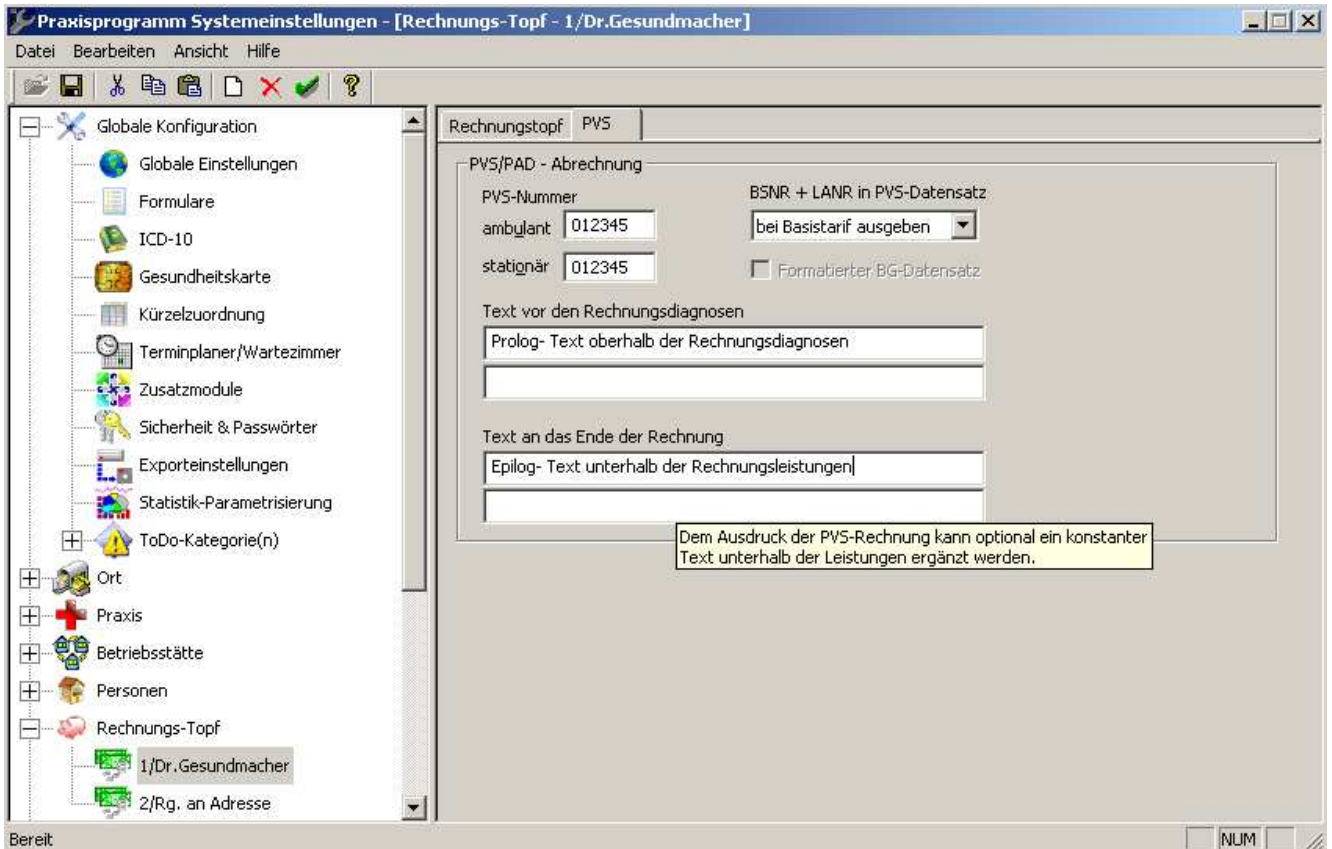 Praxisprogramm Systemeinstellungen - [Rechnungs-Topf - 1/Dr.Gesundmacher]
Datei Bearbeiten Ansicht Hilfe
Globale Konfiguration
Globale Einstellungen
Formulare
ICD-10
Gesundheitskarte
Kürzelzuordnung
Terminplaner/Wartezimmer
Zusatzmodule
Sicherheit & Passwörter
Exporteinstellungen
Statistik-Parametrisierung
ToDo-Kategorie(n)
Ort
Praxis
Betriebsstätte
Personen
Rechnungs-Topf
1/Dr.Gesundmacher
2/Rg. an Adresse
Rechnungstopf PVS
PVS/PAD - Abrechnung
PVS-Nummer
ambulant 012345
stationär 012345
BSNR + LANR in PVS-Datensatz
bei Basistarif ausgeben
Formatierter BG-Datensatz
Text vor den Rechnungsdiagnosen
Prolog- Text oberhalb der Rechnungsdiagnosen
Text an das Ende der Rechnung
Epilog- Text unterhalb der Rechnungsleistungen
Dem Ausdruck der PVS-Rechnung kann optional ein konstanter
Text unterhalb der Leistungen ergänzt werden.
Bereit
NUM